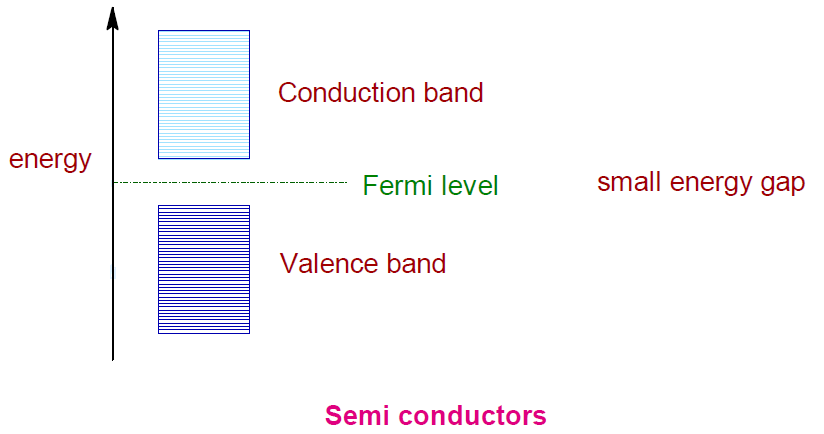 Conduction band
energy
Fermi level
small energy gap
Valence band
Semi conductors